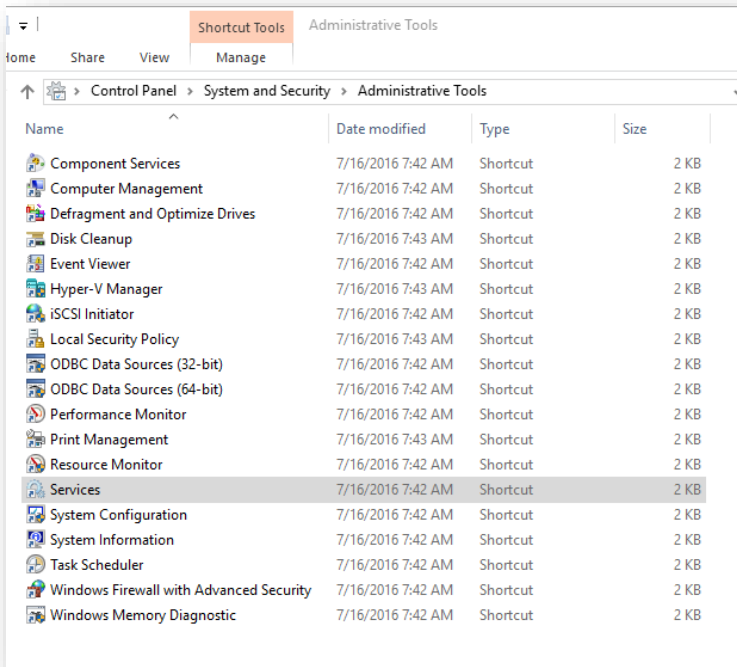 Shortcut Tools Administrative Tools
Home Share View Manage
Control Panel > System and Security > Administrative Tools
Name Date modified Type Size
Component Services 7/16/2016 7:42 AM Shortcut 2 KB
Computer Management 7/16/2016 7:42 AM Shortcut 2 KB
Defragment and Optimize Drives 7/16/2016 7:42 AM Shortcut 2 KB
Disk Cleanup 7/16/2016 7:43 AM Shortcut 2 KB
Event Viewer 7/16/2016 7:42 AM Shortcut 2 KB
Hyper-V Manager 7/16/2016 7:43 AM Shortcut 2 KB
iSCSI Initiator 7/16/2016 7:42 AM Shortcut 2 KB
Local Security Policy 7/16/2016 7:43 AM Shortcut 2 KB
ODBC Data Sources (32-bit) 7/16/2016 7:42 AM Shortcut 2 KB
ODBC Data Sources (64-bit) 7/16/2016 7:42 AM Shortcut 2 KB
Performance Monitor 7/16/2016 7:42 AM Shortcut 2 KB
Print Management 7/16/2016 7:43 AM Shortcut 2 KB
Resource Monitor 7/16/2016 7:42 AM Shortcut 2 KB
Services 7/16/2016 7:42 AM Shortcut 2 KB
System Configuration 7/16/2016 7:42 AM Shortcut 2 KB
System Information 7/16/2016 7:42 AM Shortcut 2 KB
Task Scheduler 7/16/2016 7:42 AM Shortcut 2 KB
Windows Firewall with Advanced Security 7/16/2016 7:42 AM Shortcut 2 KB
Windows Memory Diagnostic 7/16/2016 7:42 AM Shortcut 2 KB